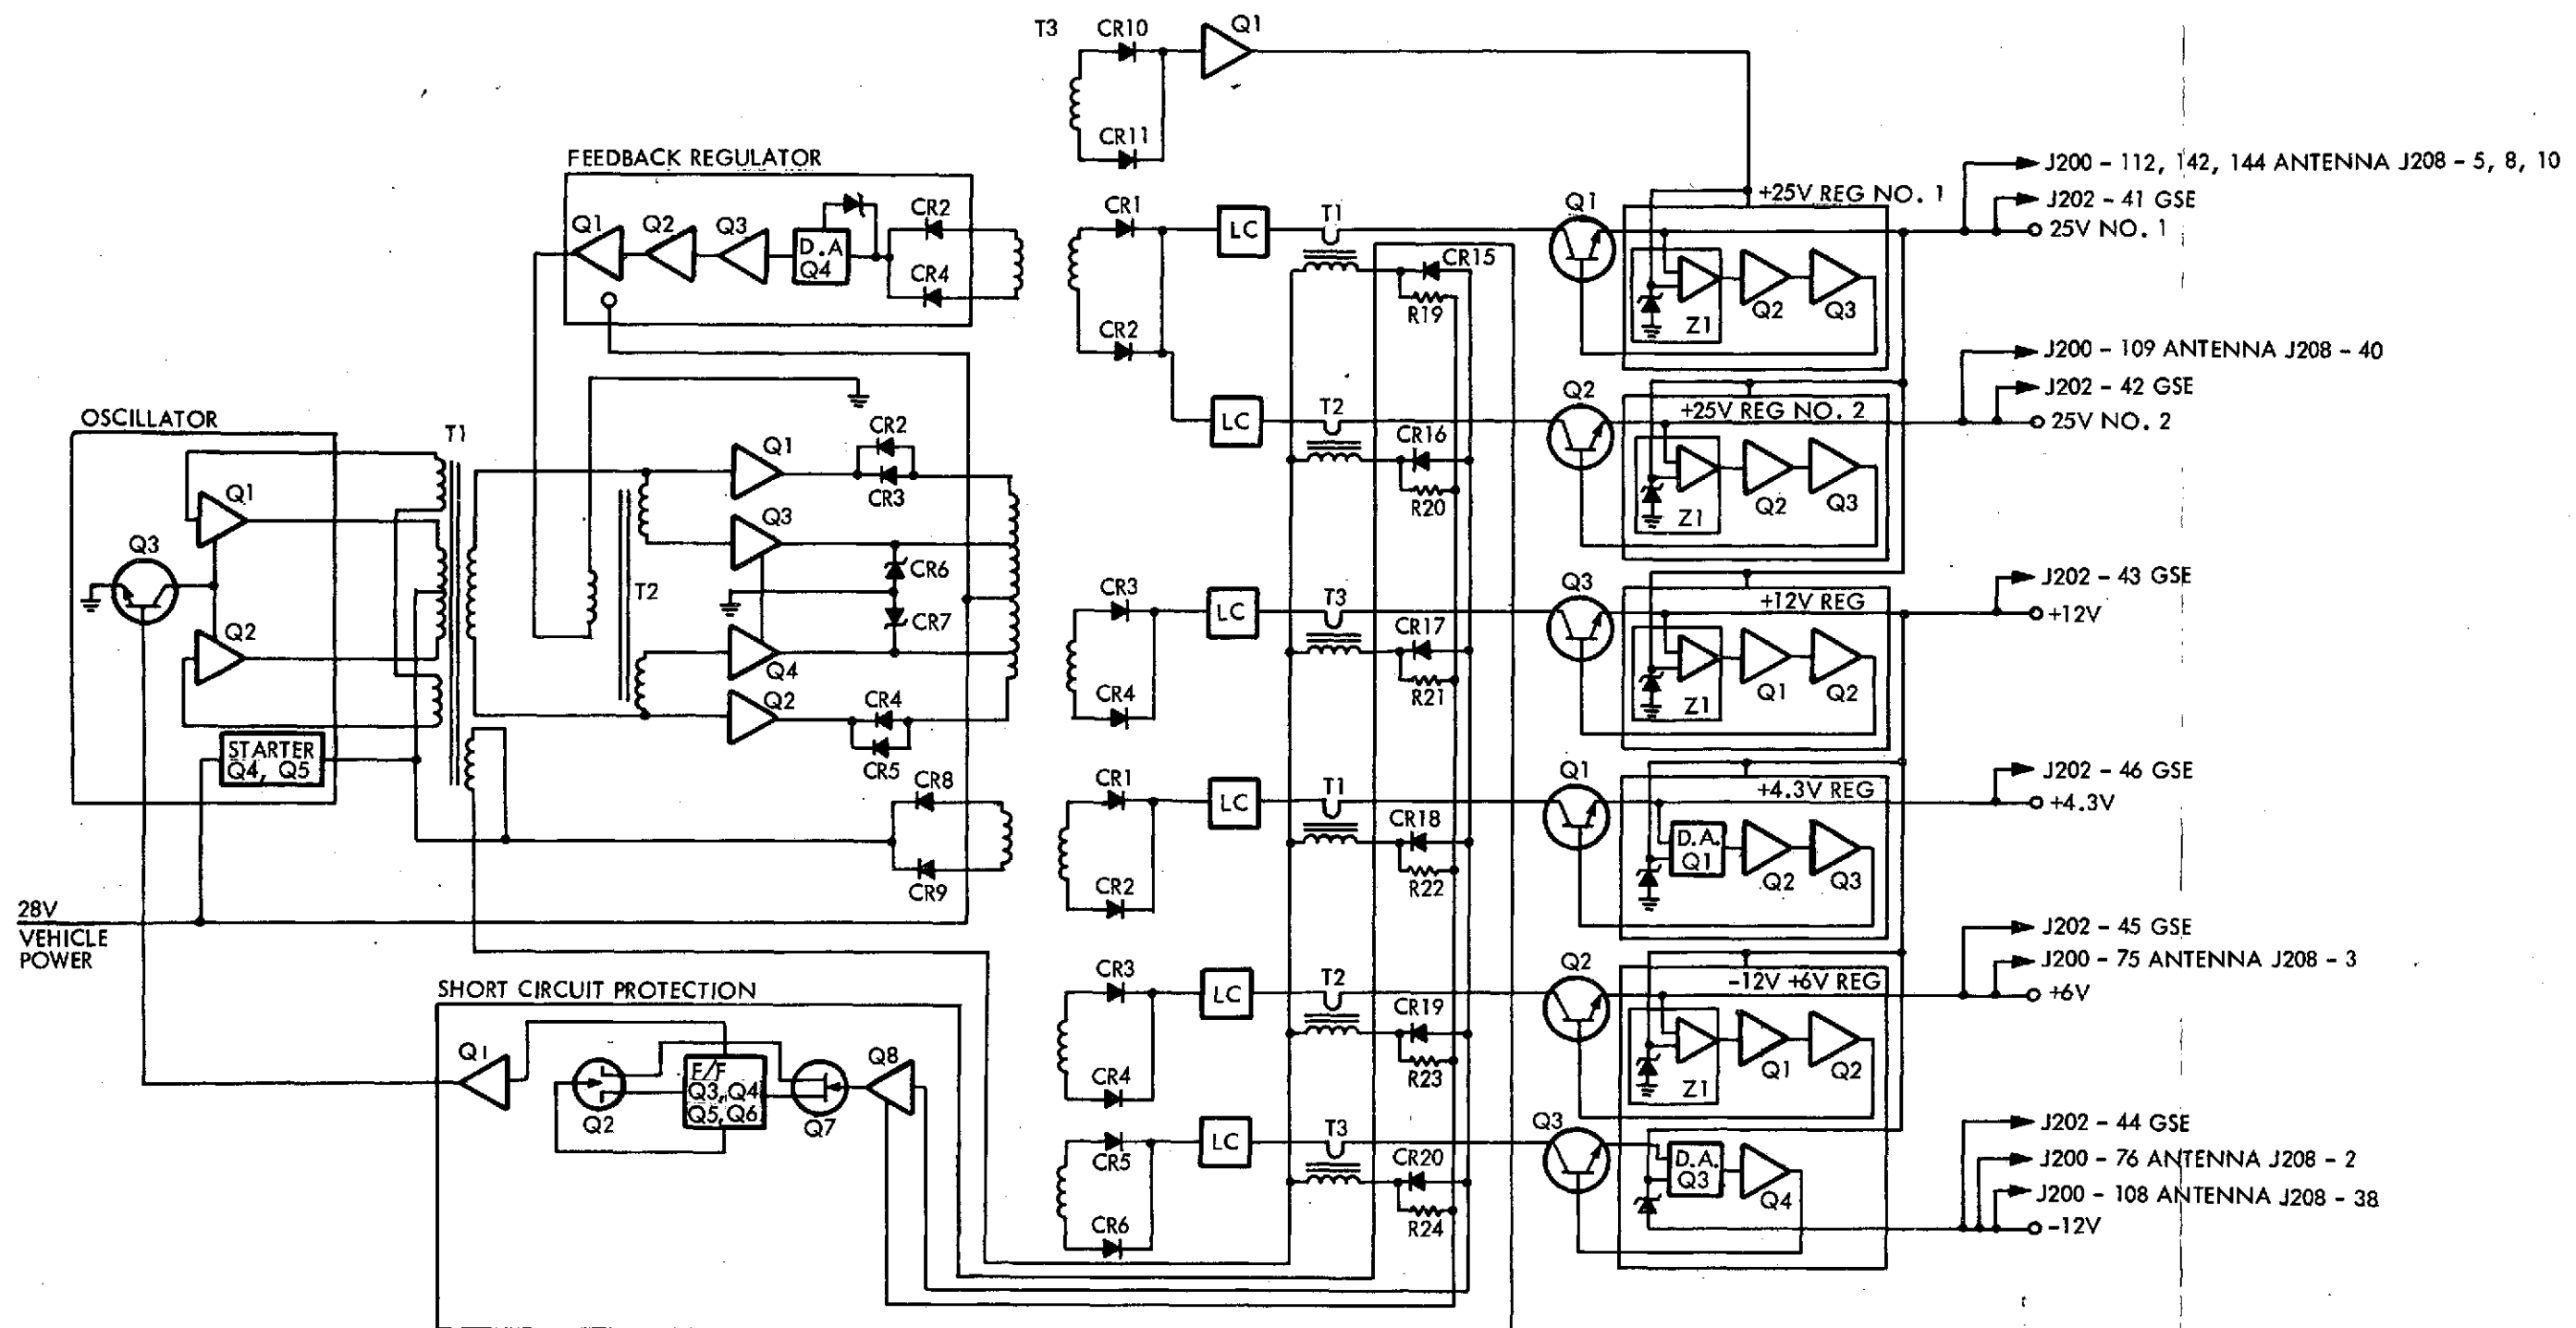 T3
CR10
Q1
CR11
FEEDBACK REGULATOR
Q1
Q2
Q3
D.A
Q4
CR2
CR4
CR1
CR2
LC
T1
CR15
R19
Q1
+25V REG NO. 1
Z1
Q2
Q3
J200 - 112, 142, 144 ANTENNA J208 - 5, 8, 10
J202 - 41 GSE
25V NO. 1
LC
T2
CR16
R20
Q2
+25V REG NO. 2
Z1
Q2
Q3
J200 - 109 ANTENNA J208 - 40
J202 - 42 GSE
25V NO. 2
OSCILLATOR
Q1
Q3
Q2
STARTER
Q4, Q5
T1
T2
Q1
CR2
CR3
Q3
CR6
CR7
Q4
Q2
CR4
CR5
CR8
CR9
28V
VEHICLE
POWER
CR3
CR4
LC
T3
CR17
R21
Q3
+12V REG
Z1
Q1
Q2
J202 - 43 GSE
+12V
CR1
CR2
LC
T1
CR18
R22
Q1
+4.3V REG
D.A.
Q1
Q2
Q3
J202 - 46 GSE
+4.3V
SHORT CIRCUIT PROTECTION
Q1
Q2
E/F
Q3, Q4
Q5, Q6
Q7
Q8
CR3
CR4
LC
T2
CR19
R23
Q2
-12V +6V REG
Z1
Q1
Q2
J202 - 45 GSE
J200 - 75 ANTENNA J208 - 3
+6V
CR5
CR6
LC
T3
CR20
R24
Q3
D.A.
Q3
Q4
J202 - 44 GSE
J200 - 76 ANTENNA J208 - 2
J200 - 108 ANTENNA J208 - 38
-12V